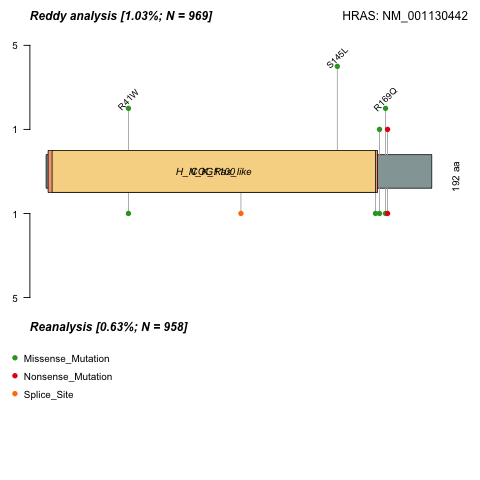 Reddy analysis [1.03%; N = 969]
HRAS: NM_001130442
5
S145L
R41W
R169Q
1
192 aa
1
5
Reanalysis [0.63%; N = 958]
Missense_Mutation
Nonsense_Mutation
Splice_Site